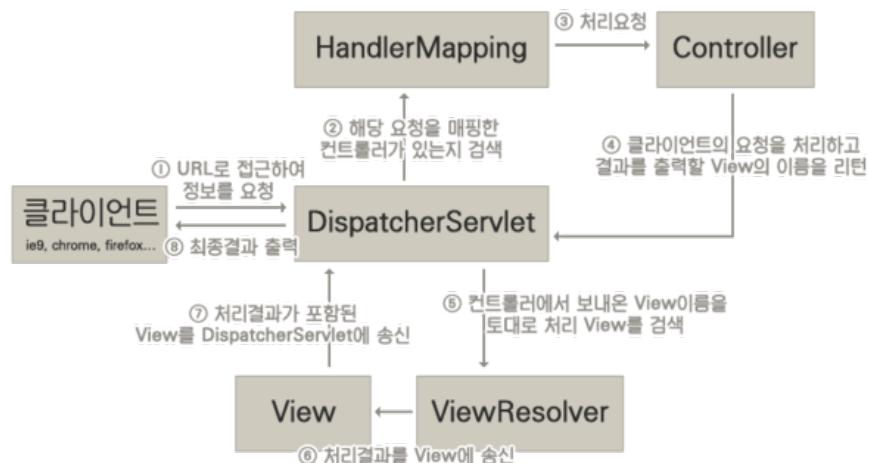 ③ 처리요청
HandlerMapping
Controller
② 해당 요청을 매핑한
컨트롤러가 있는지 검색
④ 클라이언트의 요청을 처리하고
결과를 출력할 View의 이름을 리턴
① URL로 접근하여
정보를 요청
클라이언트
ie9, chrome, firefox...
DispatcherServlet
⑧ 최종결과 출력
⑦ 처리결과가 포함된
View를 DispatcherServlet에 송신
⑤ 컨트롤러에서 보내온 View이름을
토대로 처리 View를 검색
View
ViewResolver
⑥ 처리결과를 View에 송신